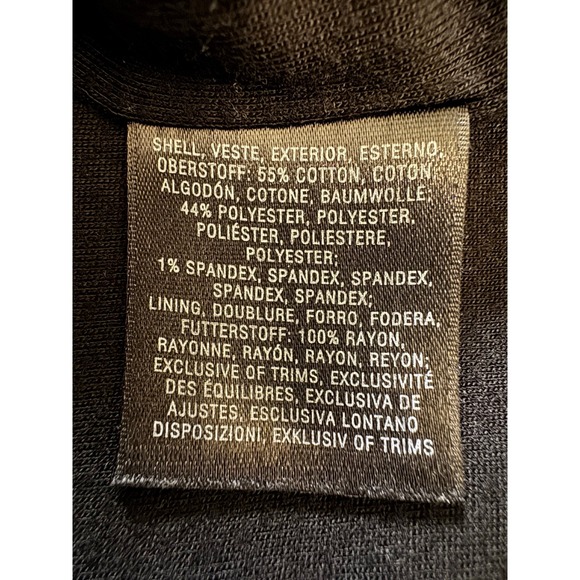 SHELL, VESTE, EXTERIOR, ESTERNO,
OBERSTOFF: 55% COTTON, COTON,
ALGODÓN, COTONE, BAUMWOLLE;
44% POLYESTER, POLYESTER,
POLIÉSTER, POLIESTERE,
POLYESTER;
1% SPANDEX, SPANDEX, SPANDEX,
SPANDEX, SPANDEX;
LINING, DOUBLURE, FORRO, FODERA,
FUTTERSTOFF: 100% RAYON,
RAYONNE, RAYÓN, RAYON, REYON;
EXCLUSIVE OF TRIMS, EXCLUSIVITÉ
DES ÉQUILIBRES, EXCLUSIVA DE
AJUSTES, ESCLUSIVA LONTANO
DISPOSIZIONI, EXKLUSIV OF TRIMS